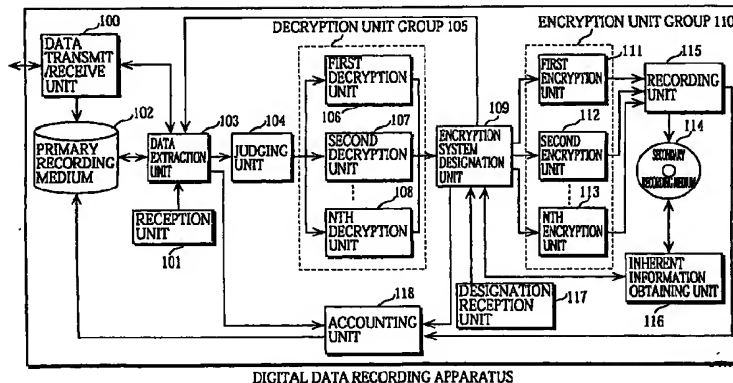 DECRYPTION UNIT GROUP 105
ENCRYPTION UNIT GROUP 110
100
DATA
TRANSMIT
/RECEIVE UNIT
102
PRIMARY
RECORDING
MEDIUM
103
DATA
EXTRACTION
UNIT
104
JUDGING
UNIT
RECEPTION
UNIT
101
FIRST
DECRYPTION
UNIT
106
107
SECOND
DECRYPTION
UNIT
108
NTH
DECRYPTION
UNIT
109
ENCRYPTION
SYSTEM
DESIGNATION
UNIT
111
FIRST
ENCRYPTION
UNIT
112
SECOND
ENCRYPTION
UNIT
113
NTH
ENCRYPTION
UNIT
115
RECORDING
UNIT
114
SECONDARY
RECORDING MEDIUM
INHERENT
INFORMATION
OBTAINING UNIT
116
DESIGNATION
RECEPTION
UNIT
117
118
ACCOUNTING
UNIT
DIGITAL DATA RECORDING APPARATUS